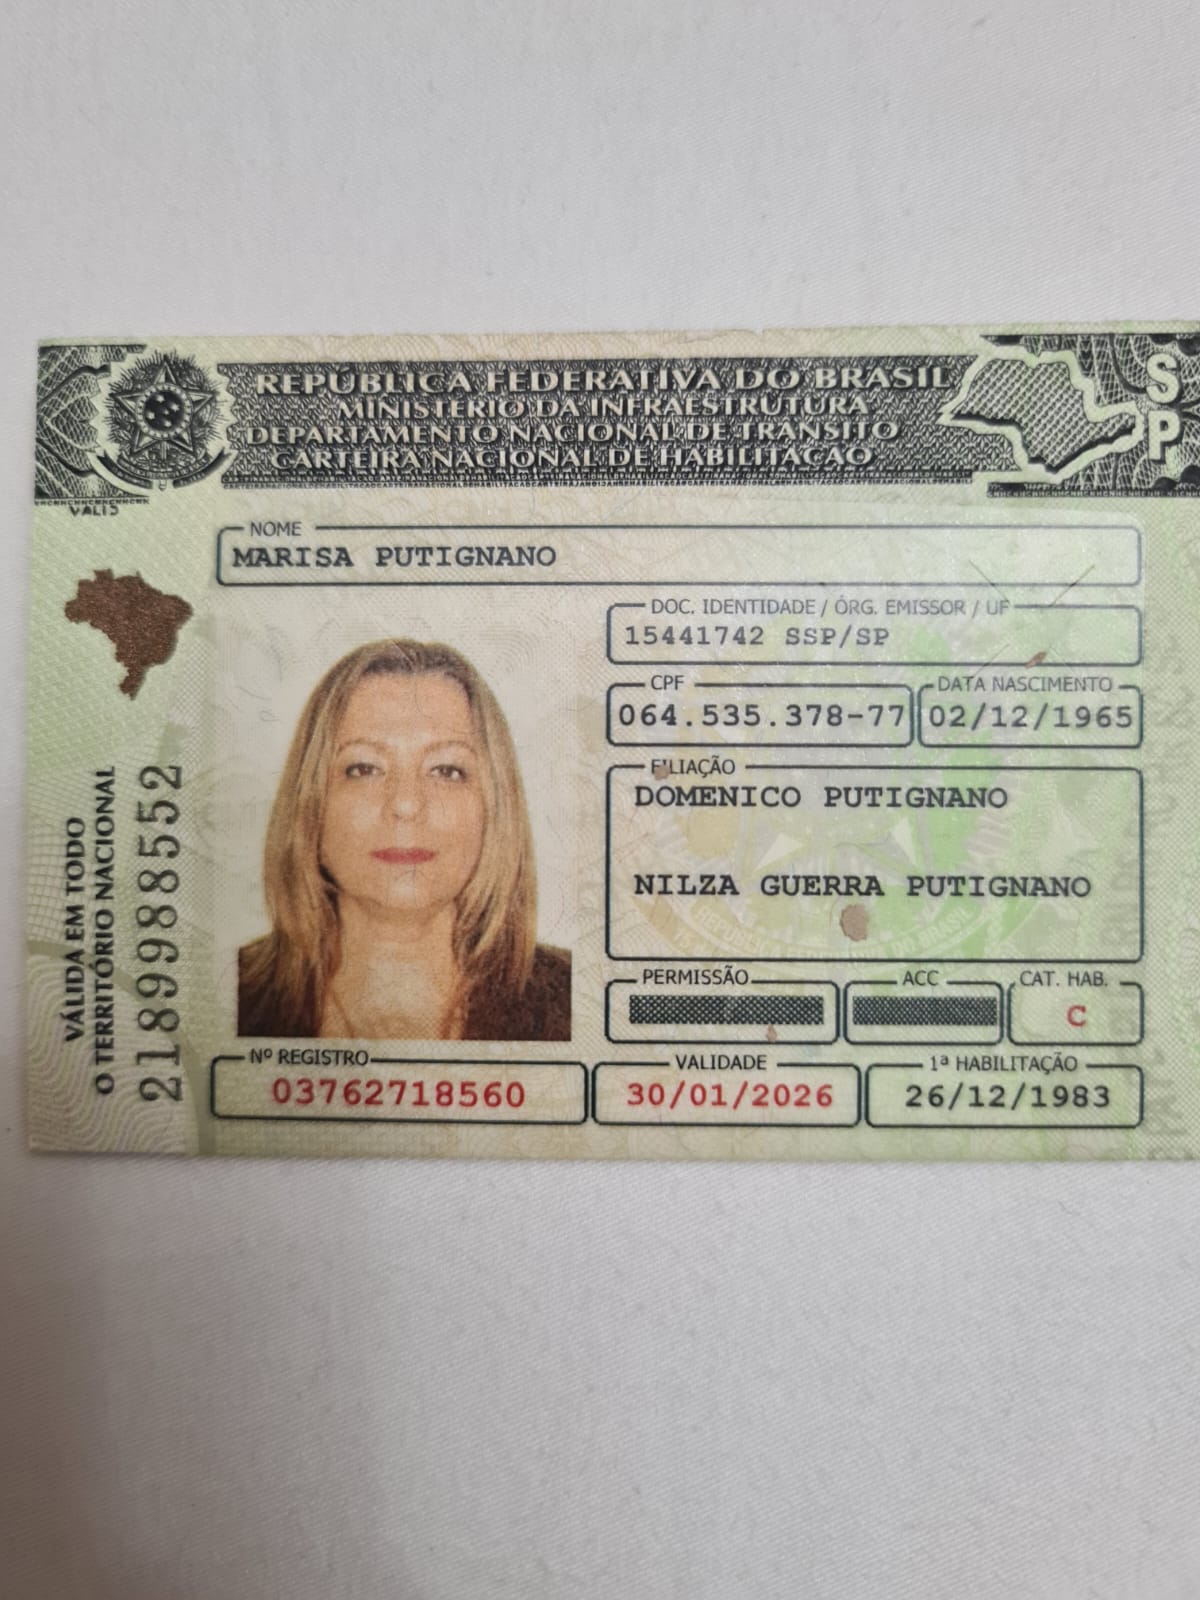 REPÚBLICA FEDERATIVA DO BRASIL
MINISTÉRIO DA INFRAESTRUTURA
DEPARTAMENTO NACIONAL DE TRÂNSITO
CARTEIRA NACIONAL DE HABILITAÇÃO
SP
NOME
MARISA PUTIGNANO
DOC. IDENTIDADE / ÓRG. EMISSOR / UF
15441742 SSP/SP
CPF
064.535.378-77
DATA NASCIMENTO
02/12/1965
FILIAÇÃO
DOMENICO PUTIGNANO
NILZA GUERRA PUTIGNANO
PERMISSÃO
ACC
CAT. HAB.
C
Nº REGISTRO
03762718560
VALIDADE
30/01/2026
1ª HABILITAÇÃO
26/12/1983
VÁLIDA EM TODO
O TERRITÓRIO NACIONAL
2189988552